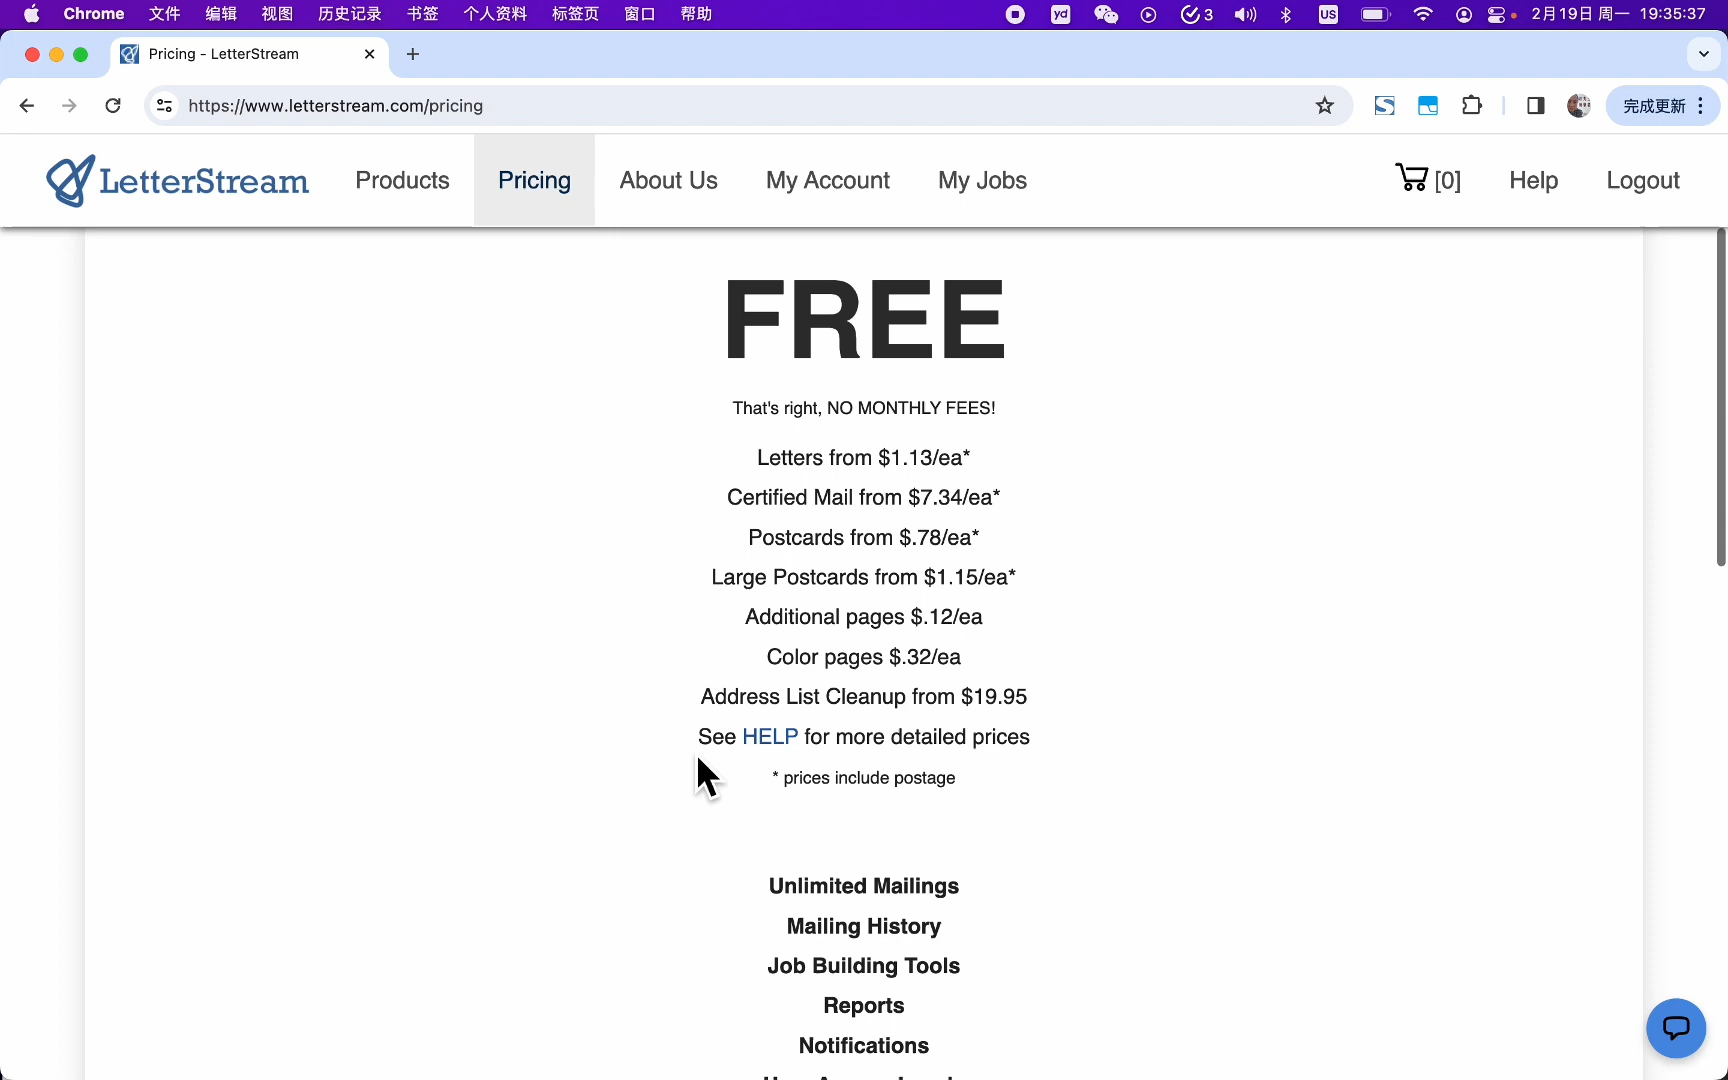 Chrome 文件 编辑 视图 历史记录 书签 个人资料 标签页 窗口 帮助 yd 3 US 2月19日 周一 19:35:37
Pricing - LetterStream
https://www.letterstream.com/pricing 完成更新
LetterStream Products Pricing About Us My Account My Jobs [0] Help Logout
FREE
That's right, NO MONTHLY FEES!
Letters from $1.13/ea*
Certified Mail from $7.34/ea*
Postcards from $.78/ea*
Large Postcards from $1.15/ea*
Additional pages $.12/ea
Color pages $.32/ea
Address List Cleanup from $19.95
See HELP for more detailed prices
* prices include postage
Unlimited Mailings
Mailing History
Job Building Tools
Reports
Notifications